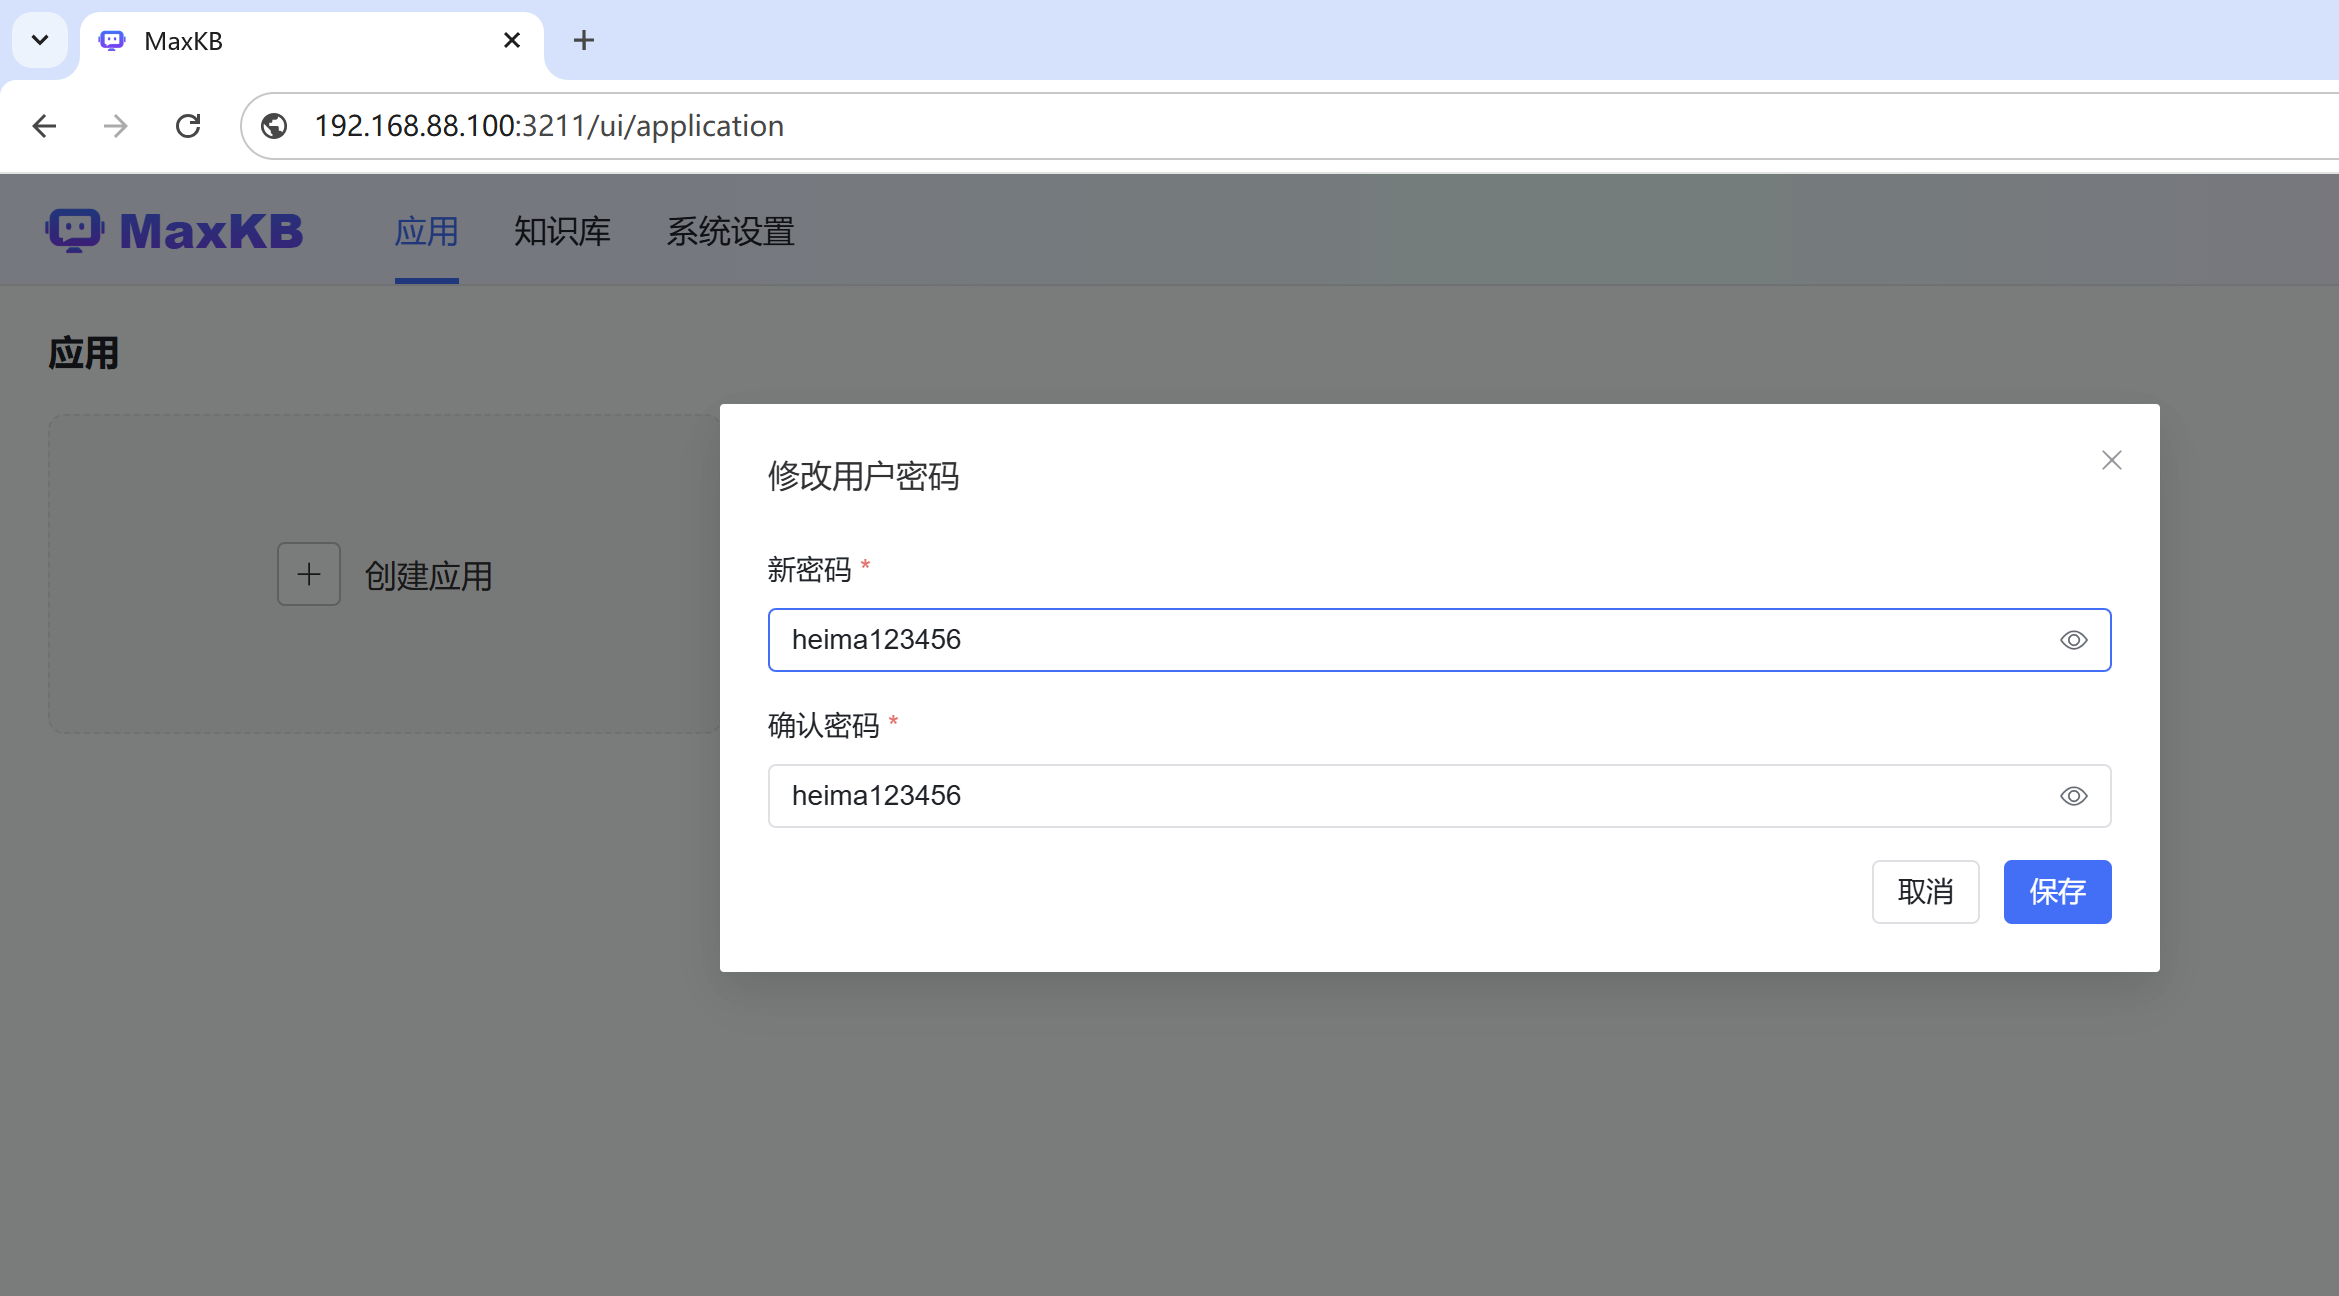 MaxKB
192.168.88.100:3211/ui/application
MaxKB 应用 知识库 系统设置
应用
创建应用
修改用户密码
新密码 *
heima123456
确认密码 *
heima123456
取消 保存